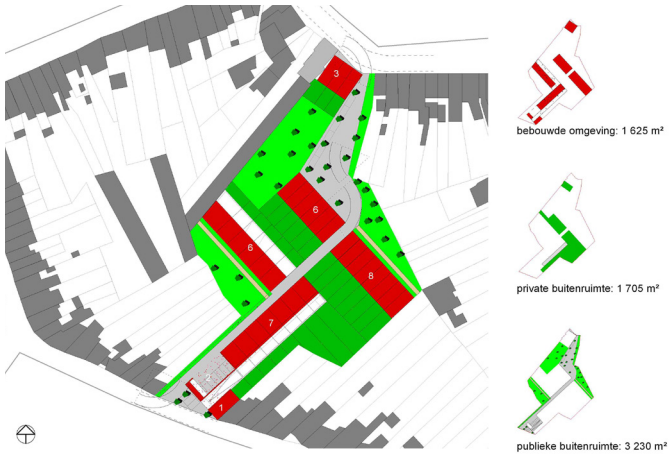 3
6
6
8
7
1
bebouwde omgeving: 1 625 m²
private buitenruimte: 1 705 m²
publieke buitenruimte: 3 230 m²